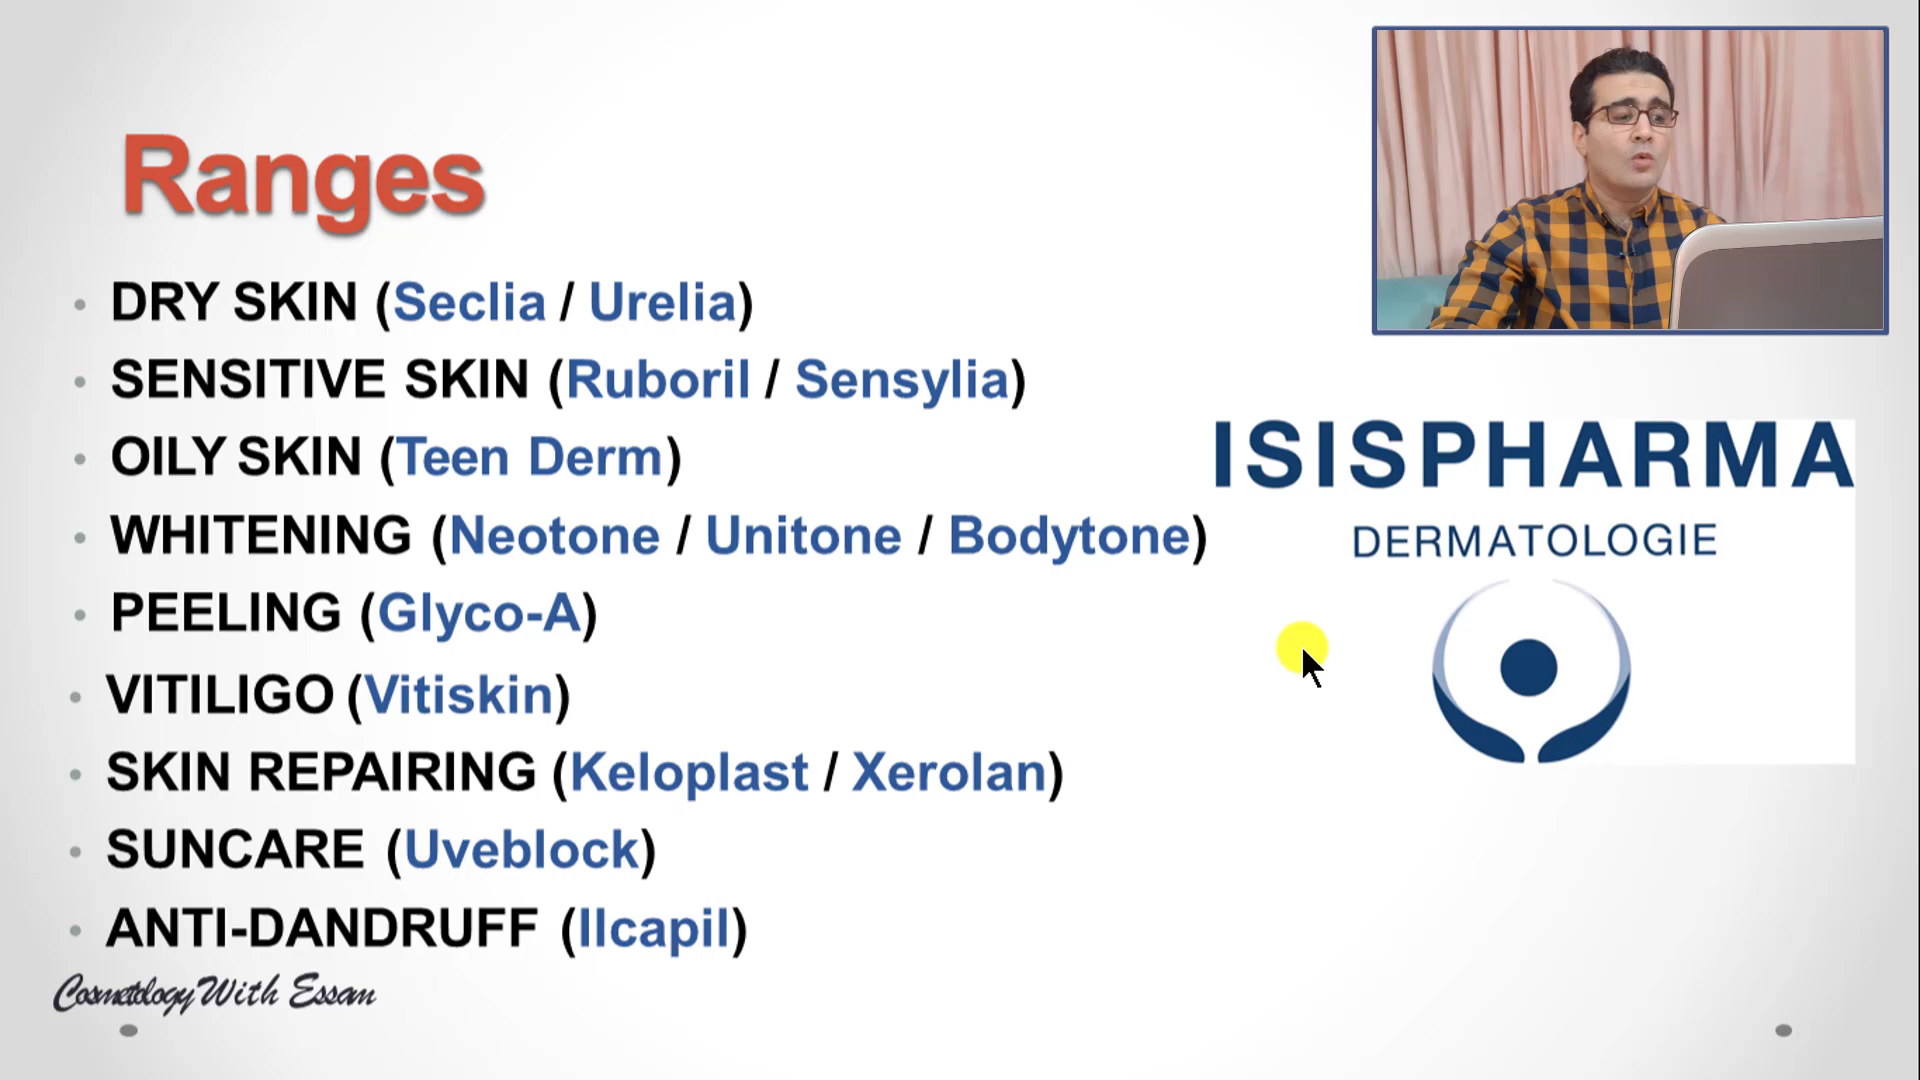 Ranges
• DRY SKIN (Seclia / Urelia)
• SENSITIVE SKIN (Ruboril / Sensylia)
• OILY SKIN (Teen Derm)
• WHITENING (Neotone / Unitone / Bodytone)
• PEELING (Glyco-A)
• VITILIGO (Vitiskin)
• SKIN REPAIRING (Keloplast / Xerolan)
• SUNCARE (Uveblock)
• ANTI-DANDRUFF (Ilcapil)
ISISPHARMA
DERMATOLOGIE
Cosmetology With Essam